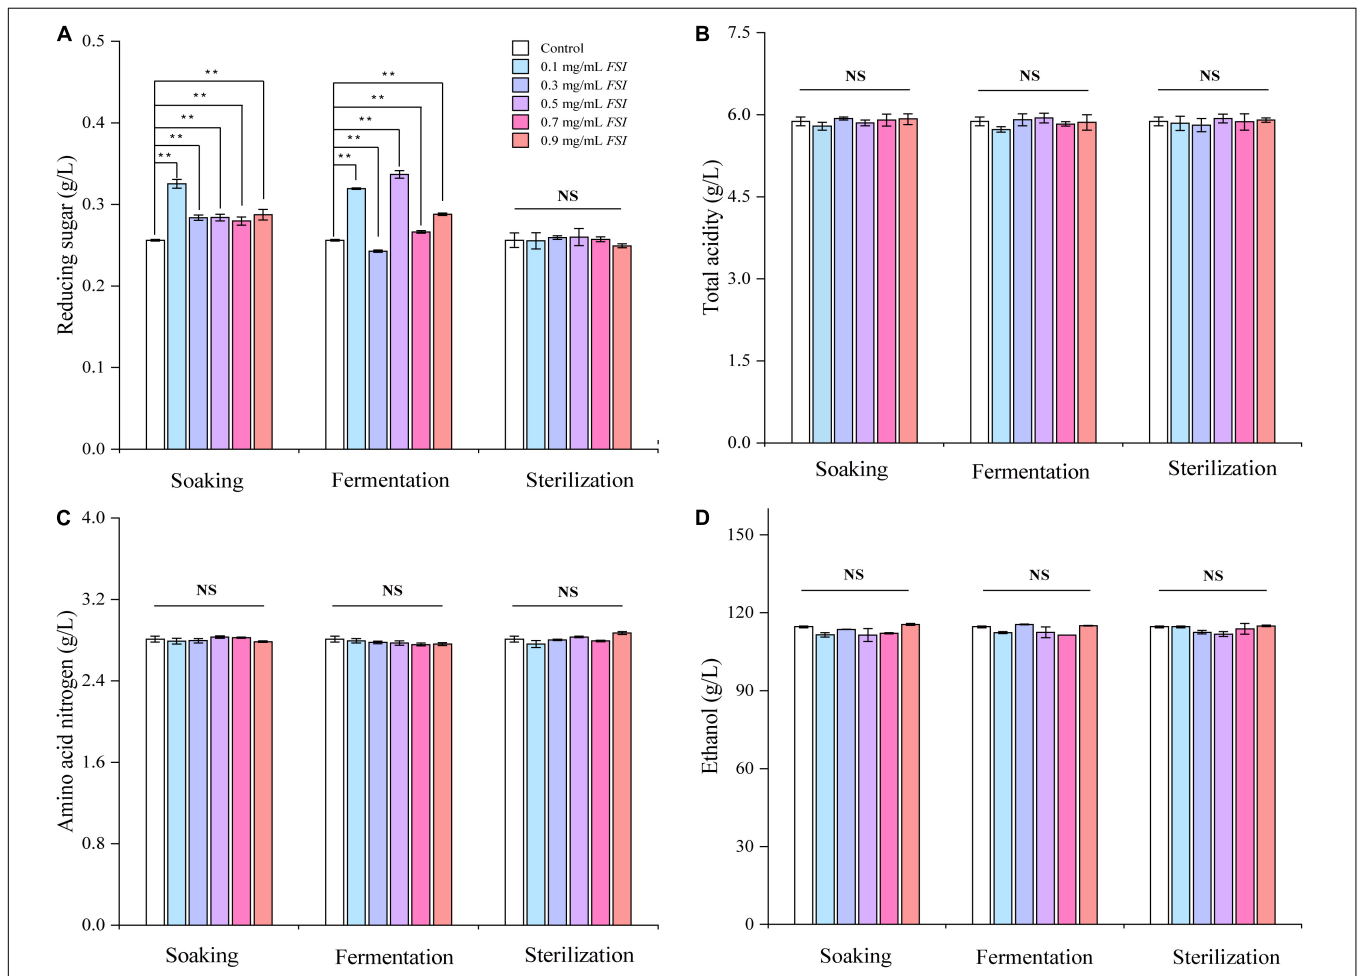 A
0.5
0.4
0.3
0.2
0.1
0.0
Reducing sugar (g/L)
**
**
**
**
**
**
**
**
**
**
NS
Control
0.1 mg/mL FSI
0.3 mg/mL FSI
0.5 mg/mL FSI
0.7 mg/mL FSI
0.9 mg/mL FSI
Soaking
Fermentation
Sterilization
B
7.5
6.0
4.5
3.0
1.5
0.0
Total acidity (g/L)
NS
NS
NS
Soaking
Fermentation
Sterilization
C
4.0
3.2
2.4
1.6
0.8
0.0
Amino acid nitrogen (g/L)
NS
NS
NS
Soaking
Fermentation
Sterilization
D
150
120
90
60
30
0
Ethanol (g/L)
NS
NS
NS
Soaking
Fermentation
Sterilization